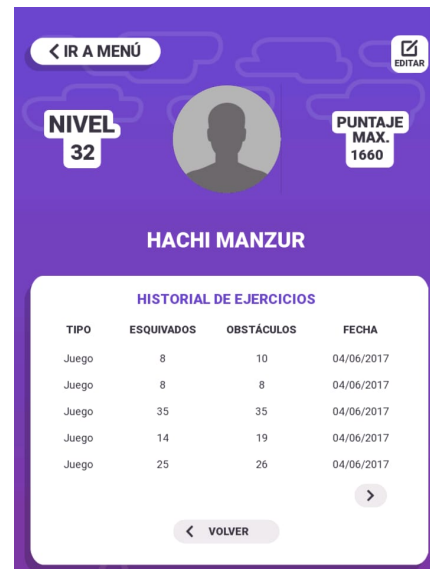 IR A MENÚ
EDITAR
NIVEL
32
PUNTAJE
MAX.
1660
HACHI MANZUR
HISTORIAL DE EJERCICIOS
TIPO ESQUIVADOS OBSTÁCULOS FECHA
Juego 8 10 04/06/2017
Juego 8 8 04/06/2017
Juego 35 35 04/06/2017
Juego 14 19 04/06/2017
Juego 25 26 04/06/2017
VOLVER